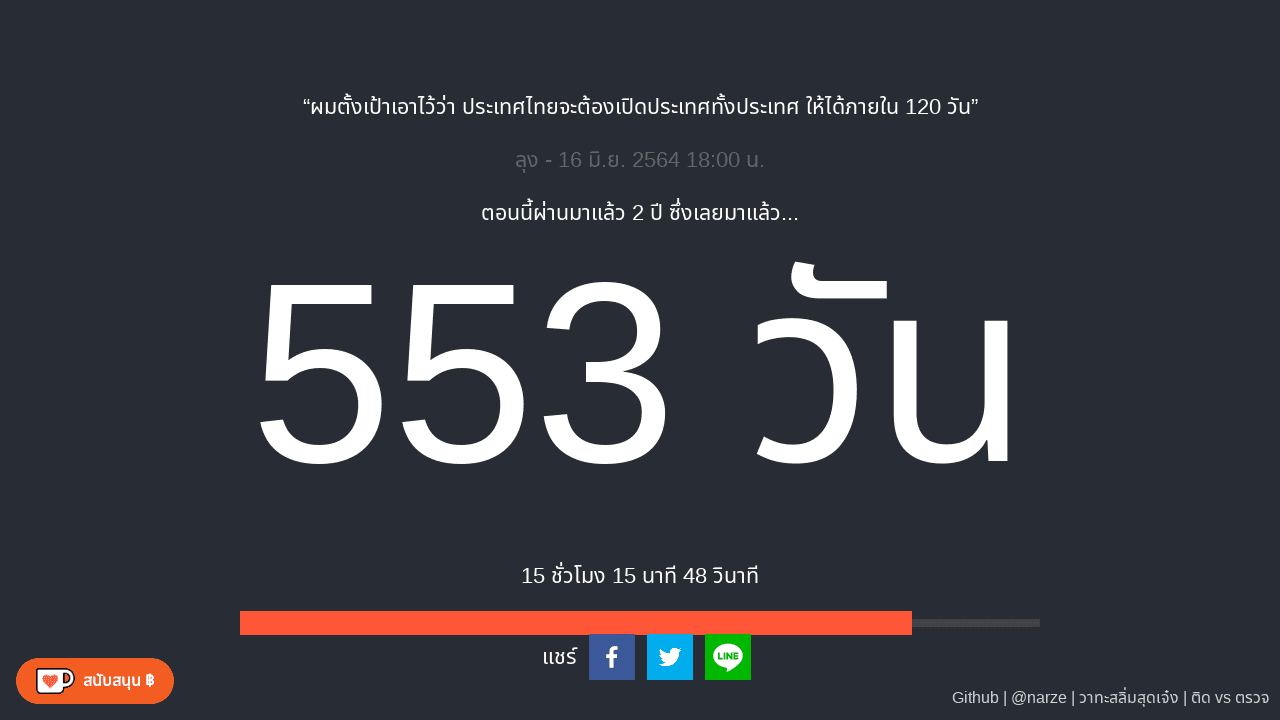 “ผมตั้งเป้าเอาไว้ว่า ประเทศไทยจะต้องเปิดประเทศทั้งประเทศ ให้ได้ภายใน 120 วัน”
ลุง - 16 มิ.ย. 2564 18:00 น.
ตอนนี้ผ่านมาแล้ว 2 ปี ซึ่งเลยมาแล้ว...
553 วัน
15 ชั่วโมง 15 นาที 48 วินาที
แชร์
LINE
สนับสนุน ฿
Github | @narze | วาทะสลิ่มสุดเจ๋ง | ติด vs ตรวจ